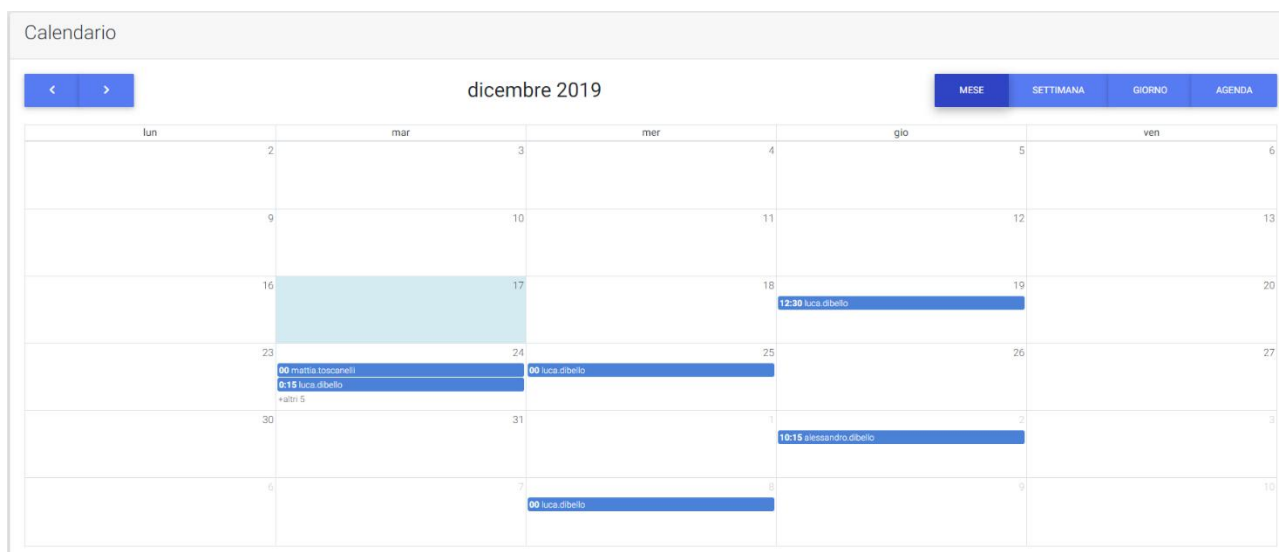 Calendario
dicembre 2019
MESE SETTIMANA GIORNO AGENDA
lun mar mer gio ven
2 3 4 5 6
9 10 11 12 13
16 17 18 19 20
12:30 luca.dibello
23 24 25 26 27
00 mattia.toscanelli 00 luca.dibello
0:15 luca.dibello
+altri 5
30 31 1 2 3
10:15 alessandro.dibello
6 7 8 9 10
00 luca.dibello